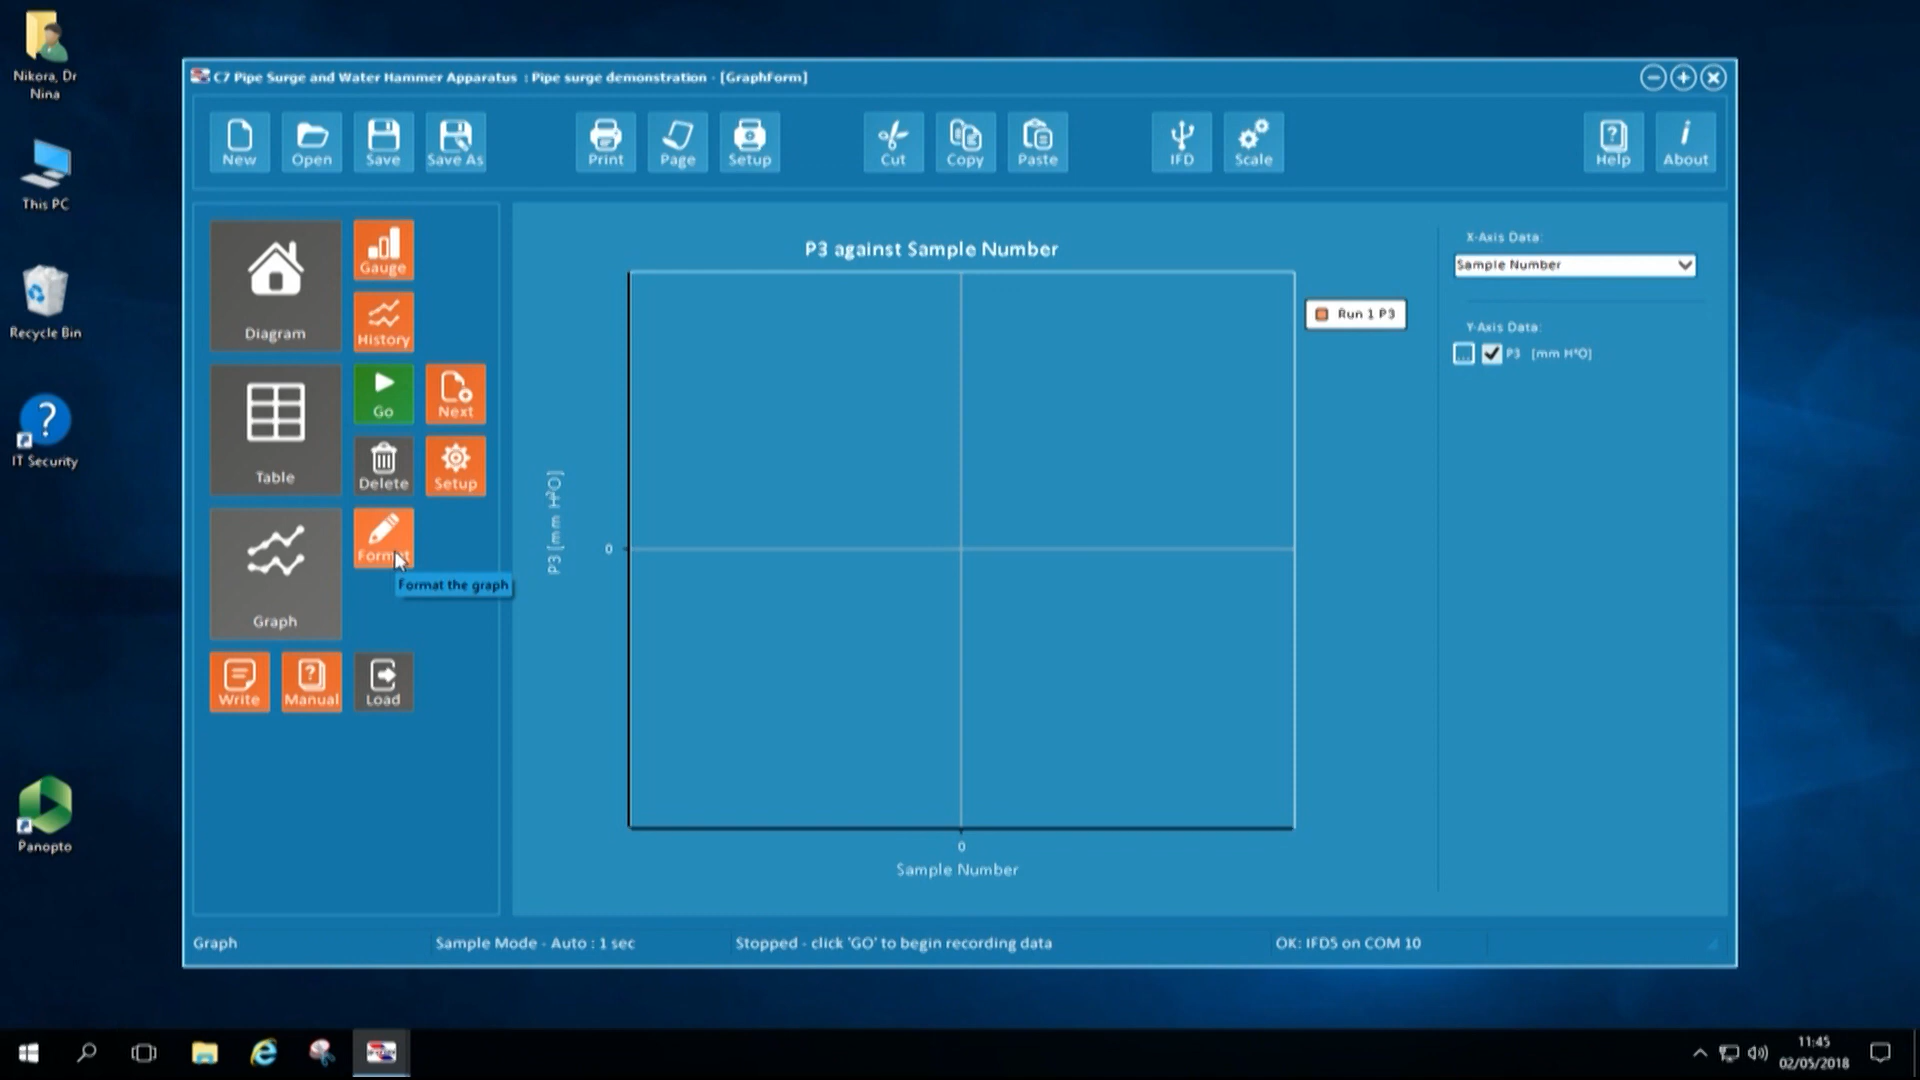 Nikora, Dr
Nina
This PC
Recycle Bin
IT Security
Panopto
C7 Pipe Surge and Water Hammer Apparatus : Pipe surge demonstration - [GraphForm]
New
Open
Save
Save As
Print
Page
Setup
Cut
Copy
Paste
IFD
Scale
Help
About
Diagram
Gauge
History
Table
Go
Next
Delete
Setup
Graph
Format
Format the graph
Write
Manual
Load
P3 against Sample Number
P3 [mm H²O]
0
0
Sample Number
Run 1 P3
X-Axis Data:
Sample Number
Y-Axis Data:
...
P3 [mm H²O]
Graph
Sample Mode - Auto : 1 sec
Stopped - click 'GO' to begin recording data
OK: IFD5 on COM 10
11:45
02/05/2018